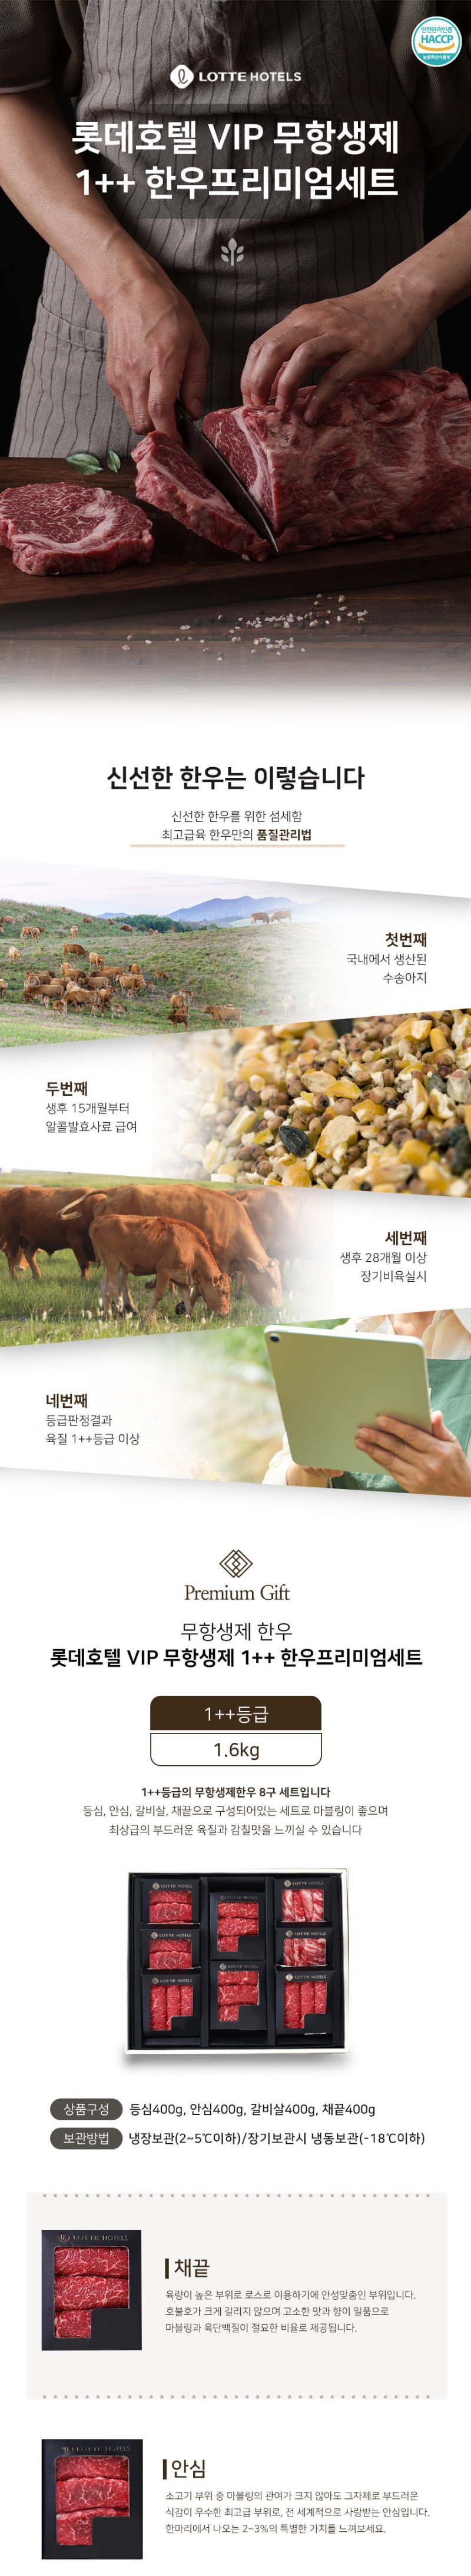 안전관리인증
HACCP
농림축산식품부
LOTTE HOTELS
롯데호텔 VIP 무항생제
1++ 한우프리미엄세트
신선한 한우는 이렇습니다
신선한 한우를 위한 섬세함
최고급육 한우만의 품질관리법
첫번째
국내에서 생산된
수송아지
두번째
생후 15개월부터
알콜발효사료 급여
세번째
생후 28개월 이상
장기비육실시
네번째
등급판정결과
육질 1++등급 이상
Premium Gift
무항생제 한우
롯데호텔 VIP 무항생제 1++ 한우프리미엄세트
1++등급
1.6kg
1++등급의 무항생제한우 8구 세트입니다
등심, 안심, 갈비살, 채끝으로 구성되어있는 세트로 마블링이 좋으며
최상급의 부드러운 육질과 감칠맛을 느끼실 수 있습니다
LOTTE HOTELS
LOTTE HOTELS
LOTTE HOTELS
LOTTE HOTELS
LOTTE HOTELS
LOTTE HOTELS
LOTTE HOTELS
LOTTE HOTELS
상품구성 등심400g, 안심400g, 갈비살400g, 채끝400g
보관방법 냉장보관(2~5℃이하)/장기보관시 냉동보관(-18℃이하)
LOTTE HOTELS
채끝
육량이 높은 부위로 로스로 이용하기에 안성맞춤인 부위입니다.
호불호가 크게 갈리지 않으며 고소한 맛과 향이 일품으로
마블링과 육단백질이 절묘한 비율로 제공됩니다.
LOTTE HOTELS
안심
소고기 부위 중 마블링의 관여가 크지 않아도 그자체로 부드러운
식감이 우수한 최고급 부위로, 전 세계적으로 사랑받는 안심입니다.
한마리에서 나오는 2~3%의 특별한 가치를 느껴보세요.